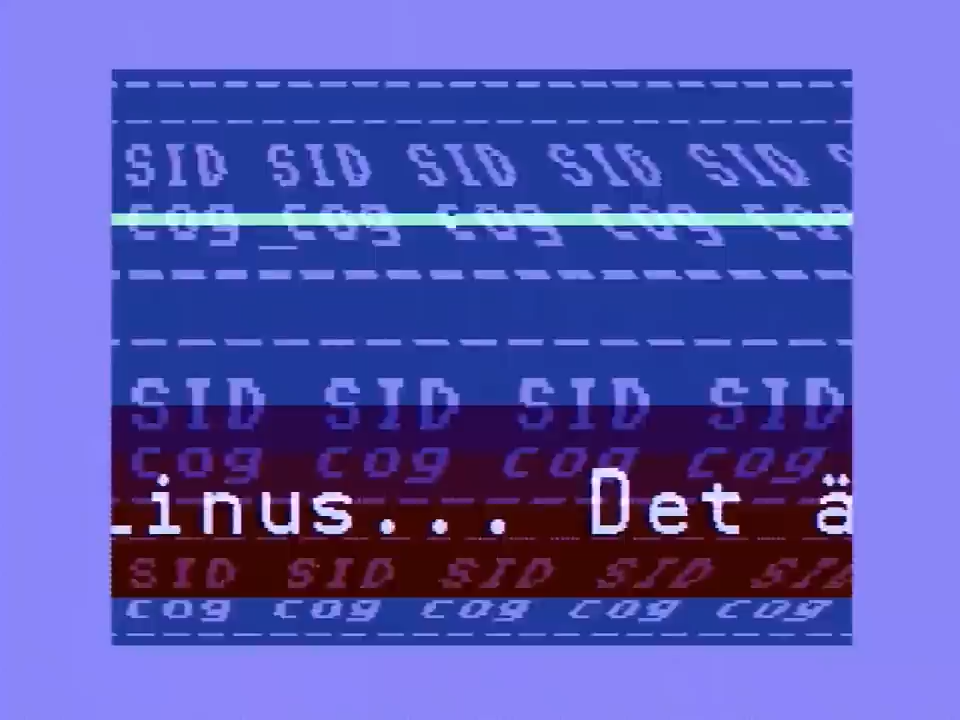 SID SID SID SID SID
cog _cog cog cog cog
SID SID SID SID
cog cog cog cog
Linus... Det ä
SID SID SID SID SID
cog cog cog cog cog